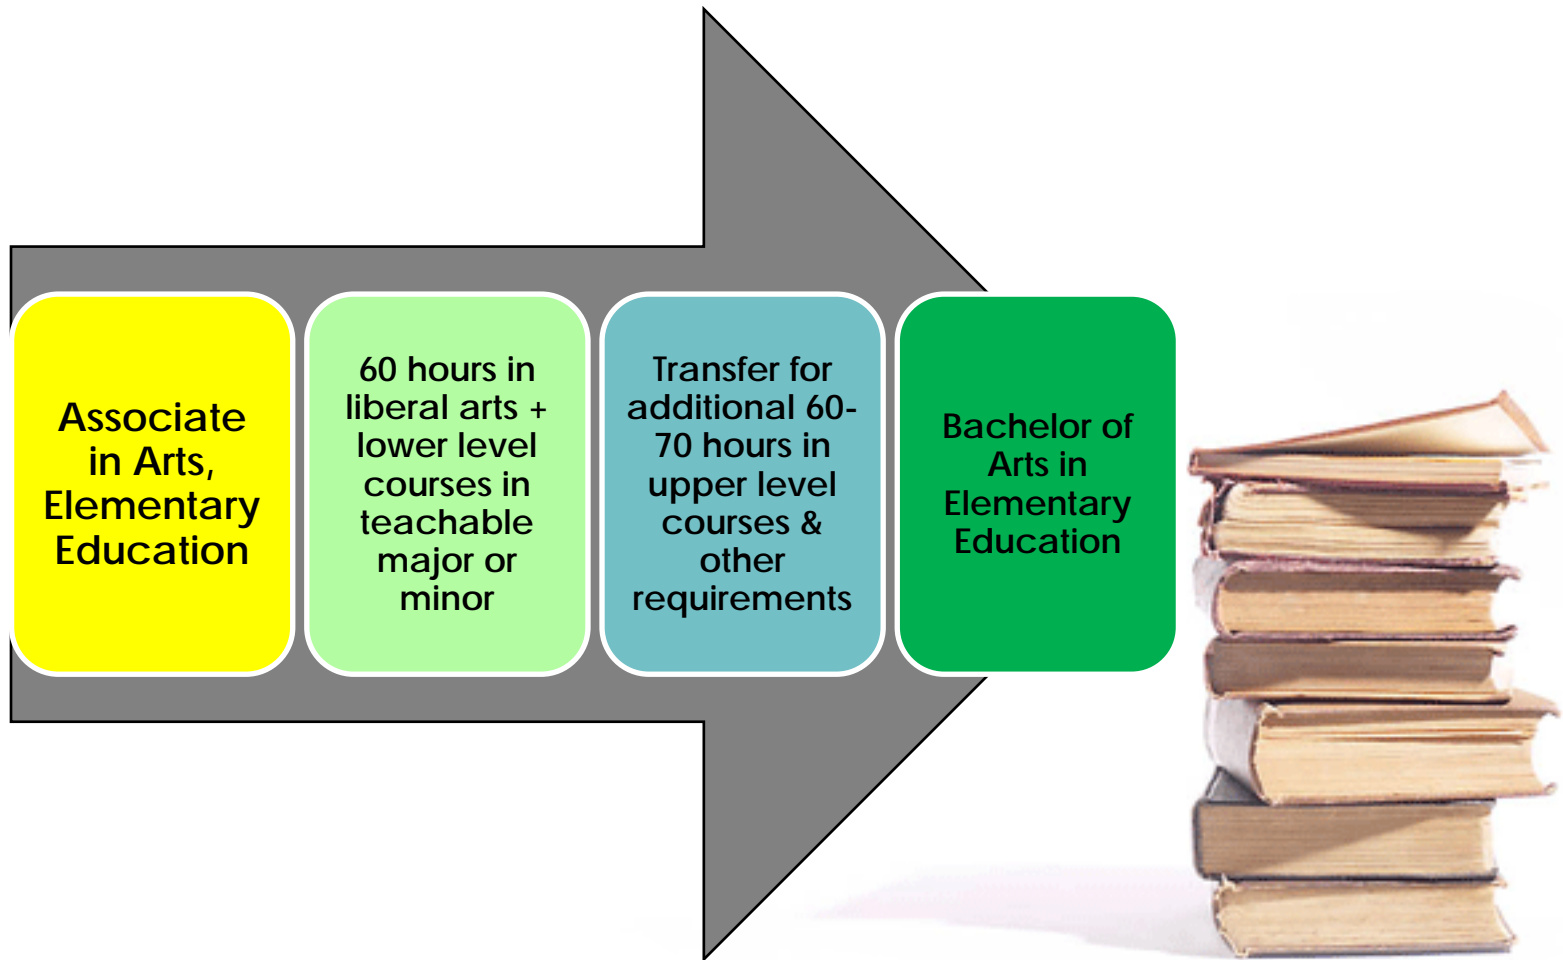 Associate
in Arts,
Elementary
Education
60 hours in
liberal arts +
lower level
courses in
teachable
major or
minor
Transfer for
additional 60-
70 hours in
upper level
courses &
other
requirements
Bachelor of
Arts in
Elementary
Education